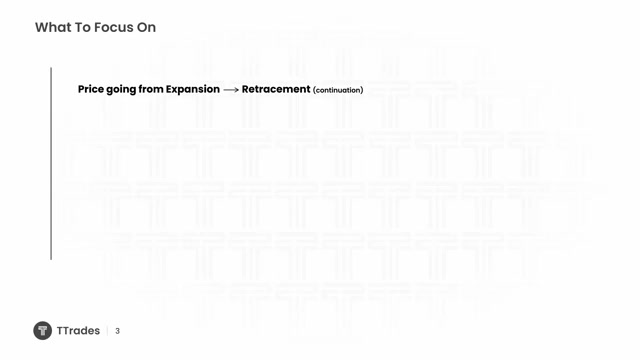 What To Focus On
Price going from Expansion → Retracement (continuation)
TTrades | 3